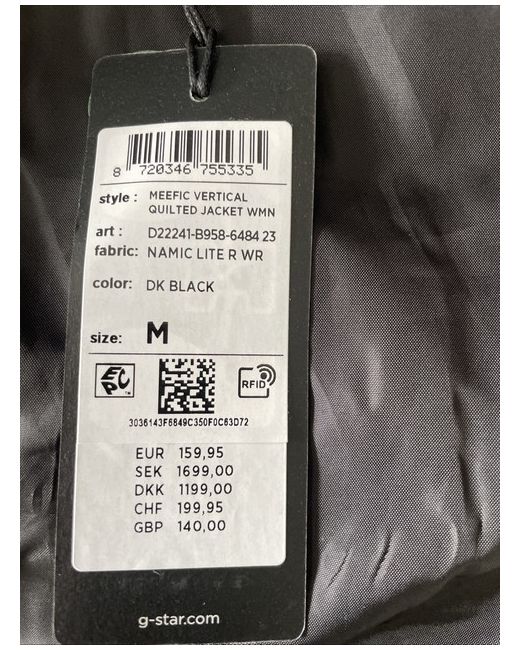 8 720346 755335
style : MEEFIC VERTICAL
QUILTED JACKET WMN
art : D22241-B958-6484 23
fabric: NAMIC LITE R WR
color: DK BLACK
size: M
EPC™ RFID
3036143F6849C350F0C63D72
EUR 159,95
SEK 1699,00
DKK 1199,00
CHF 199,95
GBP 140,00
g-star.com